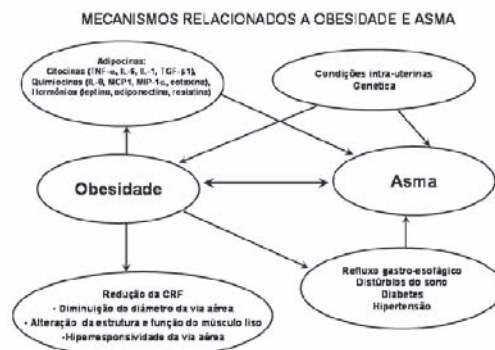 MECANISMOS RELACIONADOS A OBESIDADE E ASMA
Adipocinas:
Citocinas (TNF-α, IL-6, IL-1, TGF-β1),
Quimiocinas (IL-8, MCP1, MIP-1α, eotaxina),
Hormônios (leptina, adiponectina, resistina)
Condições intra-uterinas
Genetica
Obesidade
Asma
Redução da CRF
- Diminuição do diâmetro da via aérea
- Alteração da estrutura e função do músculo liso
-Hiperresponsividade da via aérea
Refluxo gastro-esofágico
Distúrbios do sono
Diabetes
Hipertensão